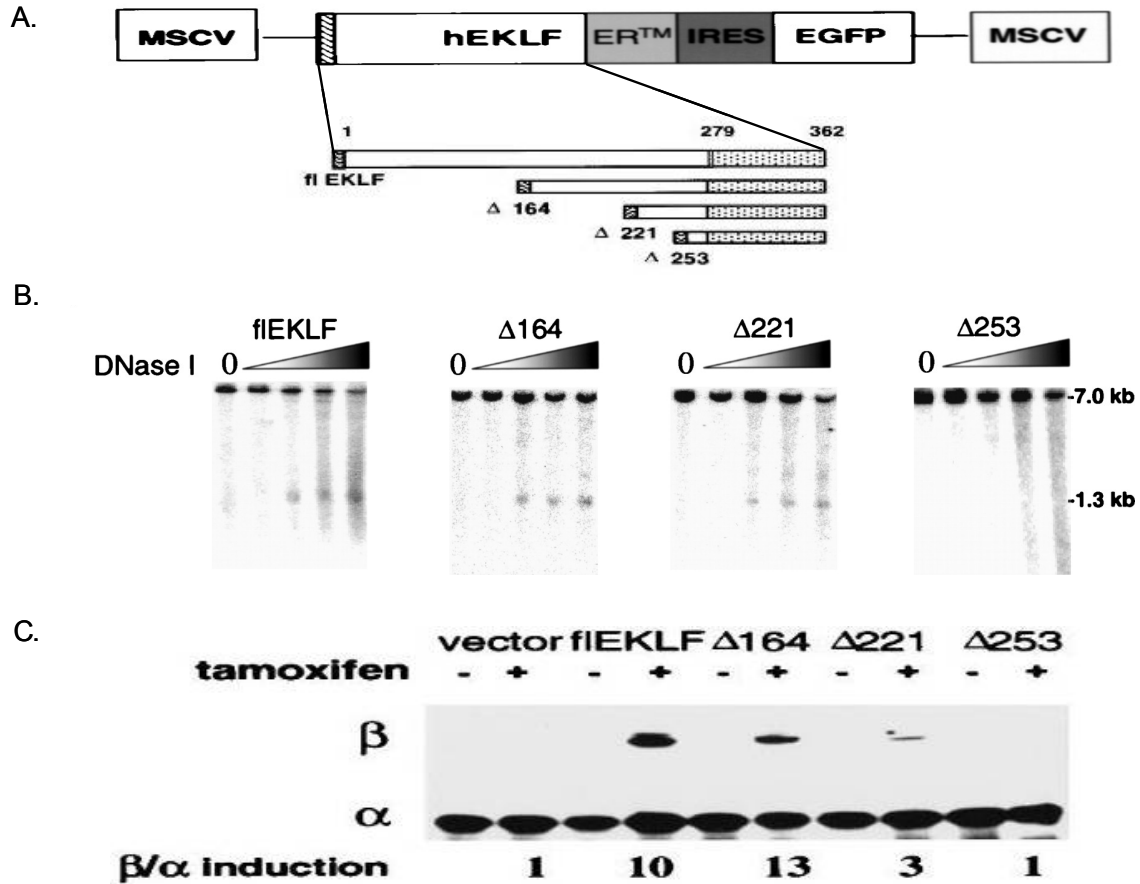 A.
MSCV hEKLF ER™ IRES EGFP MSCV
1 279 362
fl EKLF
Δ 164
Δ 221
Δ 253
B.
flEKLF Δ164 Δ221 Δ253
DNase I 0 0 0 0
-7.0 kb
-1.3 kb
C.
vector flEKLF Δ164 Δ221 Δ253
tamoxifen - + - + - + - + - +
β
α
β/α induction 1 10 13 3 1